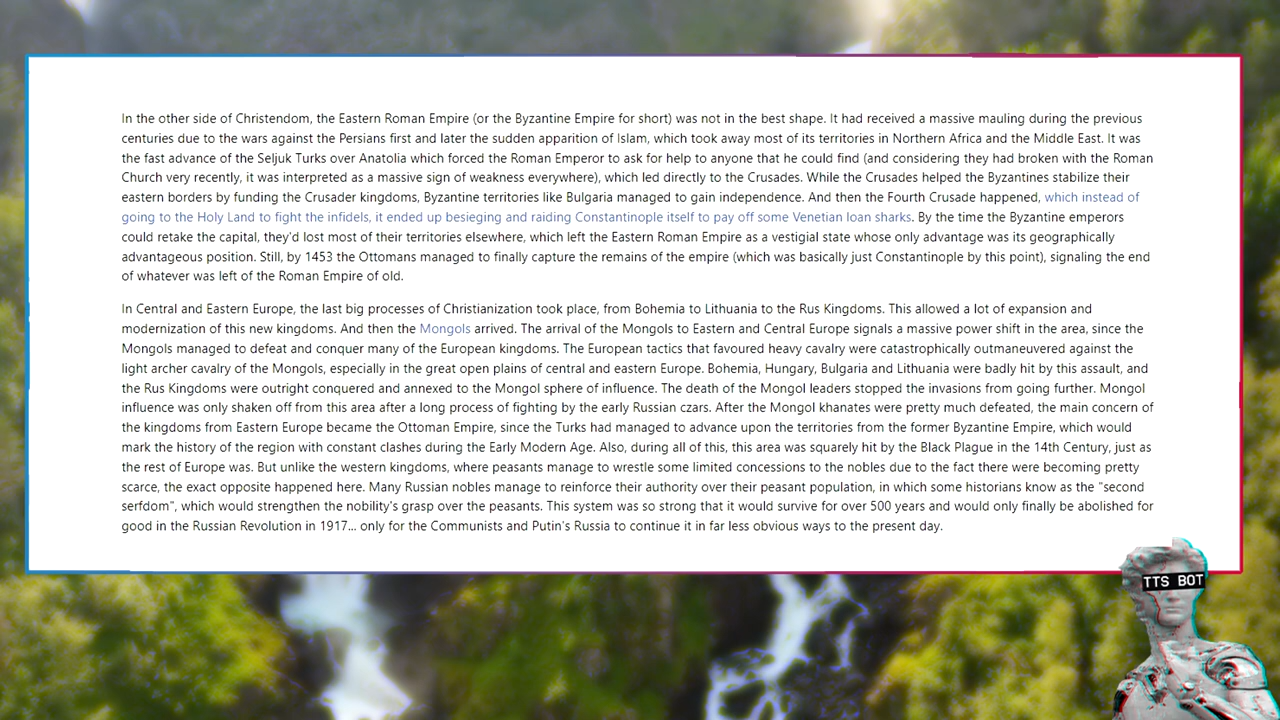 In the other side of Christendom, the Eastern Roman Empire (or the Byzantine Empire for short) was not in the best shape. It had received a massive mauling during the previous
centuries due to the wars against the Persians first and later the sudden apparition of Islam, which took away most of its territories in Northern Africa and the Middle East. It was
the fast advance of the Seljuk Turks over Anatolia which forced the Roman Emperor to ask for help to anyone that he could find (and considering they had broken with the Roman
Church very recently, it was interpreted as a massive sign of weakness everywhere), which led directly to the Crusades. While the Crusades helped the Byzantines stabilize their
eastern borders by funding the Crusader kingdoms, Byzantine territories like Bulgaria managed to gain independence. And then the Fourth Crusade happened, which instead of
going to the Holy Land to fight the infidels, it ended up besieging and raiding Constantinople itself to pay off some Venetian loan sharks. By the time the Byzantine emperors
could retake the capital, they'd lost most of their territories elsewhere, which left the Eastern Roman Empire as a vestigial state whose only advantage was its geographically
advantageous position. Still, by 1453 the Ottomans managed to finally capture the remains of the empire (which was basically just Constantinople by this point), signaling the end
of whatever was left of the Roman Empire of old.
In Central and Eastern Europe, the last big processes of Christianization took place, from Bohemia to Lithuania to the Rus Kingdoms. This allowed a lot of expansion and
modernization of this new kingdoms. And then the Mongols arrived. The arrival of the Mongols to Eastern and Central Europe signals a massive power shift in the area, since the
Mongols managed to defeat and conquer many of the European kingdoms. The European tactics that favoured heavy cavalry were catastrophically outmaneuvered against the
light archer cavalry of the Mongols, especially in the great open plains of central and eastern Europe. Bohemia, Hungary, Bulgaria and Lithuania were badly hit by this assault, and
the Rus Kingdoms were outright conquered and annexed to the Mongol sphere of influence. The death of the Mongol leaders stopped the invasions from going further. Mongol
influence was only shaken off from this area after a long process of fighting by the early Russian czars. After the Mongol khanates were pretty much defeated, the main concern of
the kingdoms from Eastern Europe became the Ottoman Empire, since the Turks had managed to advance upon the territories from the former Byzantine Empire, which would
mark the history of the region with constant clashes during the Early Modern Age. Also, during all of this, this area was squarely hit by the Black Plague in the 14th Century, just as
the rest of Europe was. But unlike the western kingdoms, where peasants manage to wrestle some limited concessions to the nobles due to the fact there were becoming pretty
scarce, the exact opposite happened here. Many Russian nobles manage to reinforce their authority over their peasant population, in which some historians know as the "second
serfdom", which would strengthen the nobility's grasp over the peasants. This system was so strong that it would survive for over 500 years and would only finally be abolished for
good in the Russian Revolution in 1917... only for the Communists and Putin's Russia to continue it in far less obvious ways to the present day.
TTS BOT